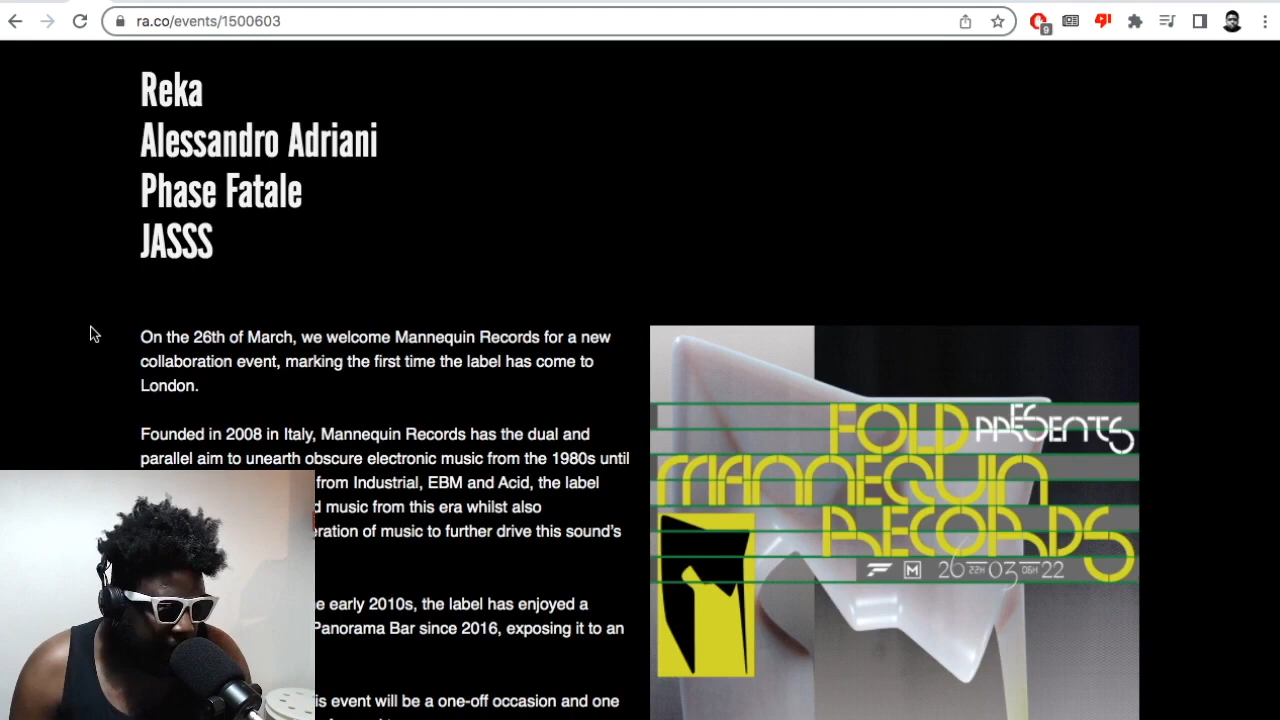 ra.co/events/1500603
9
Reka
Alessandro Adriani
Phase Fatale
JASSS
On the 26th of March, we welcome Mannequin Records for a new
collaboration event, marking the first time the label has come to
London.
Founded in 2008 in Italy, Mannequin Records has the dual and
parallel aim to unearth obscure electronic music from the 1980s until
from Industrial, EBM and Acid, the label
d music from this era whilst also
eration of music to further drive this sound's
e early 2010s, the label has enjoyed a
Panorama Bar since 2016, exposing it to an
is event will be a one-off occasion and one
FOLD PRESENTS
MANNEQUIN
RECORDS
M 26 22H 03 06H 22